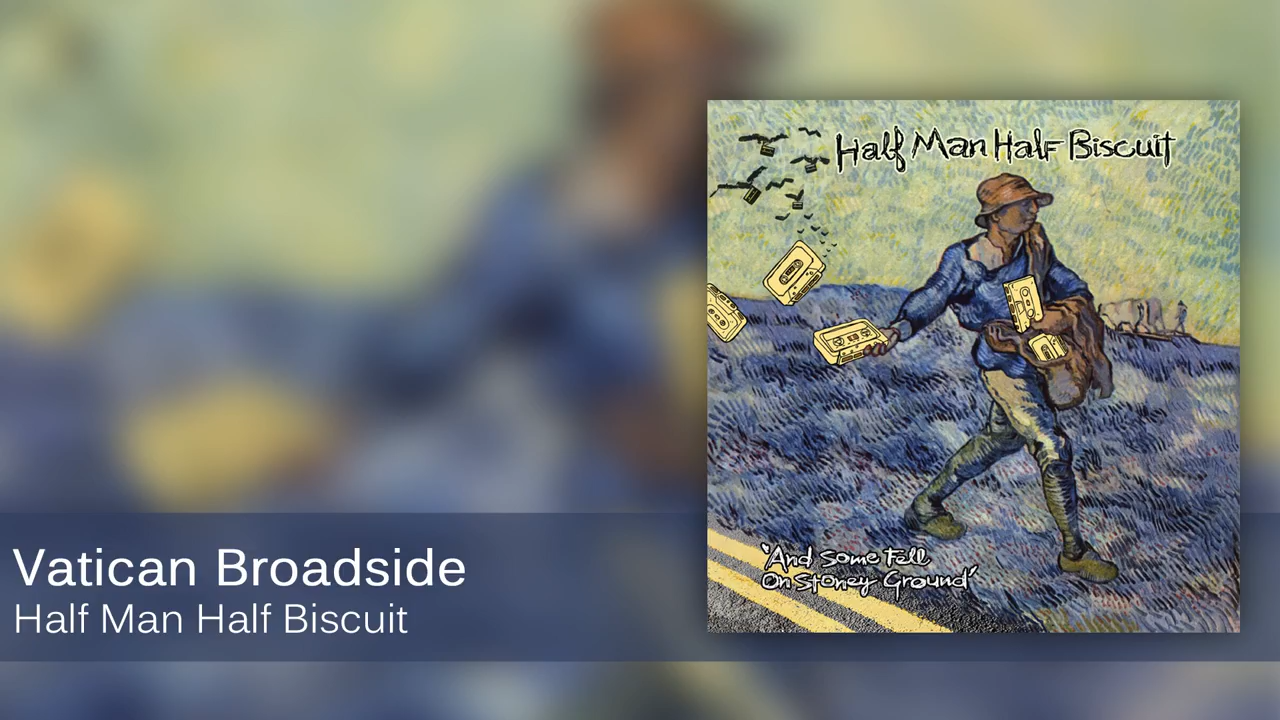 Half Man Half Biscuit
'And Some Fell
On Stoney Ground'
Vatican Broadside
Half Man Half Biscuit